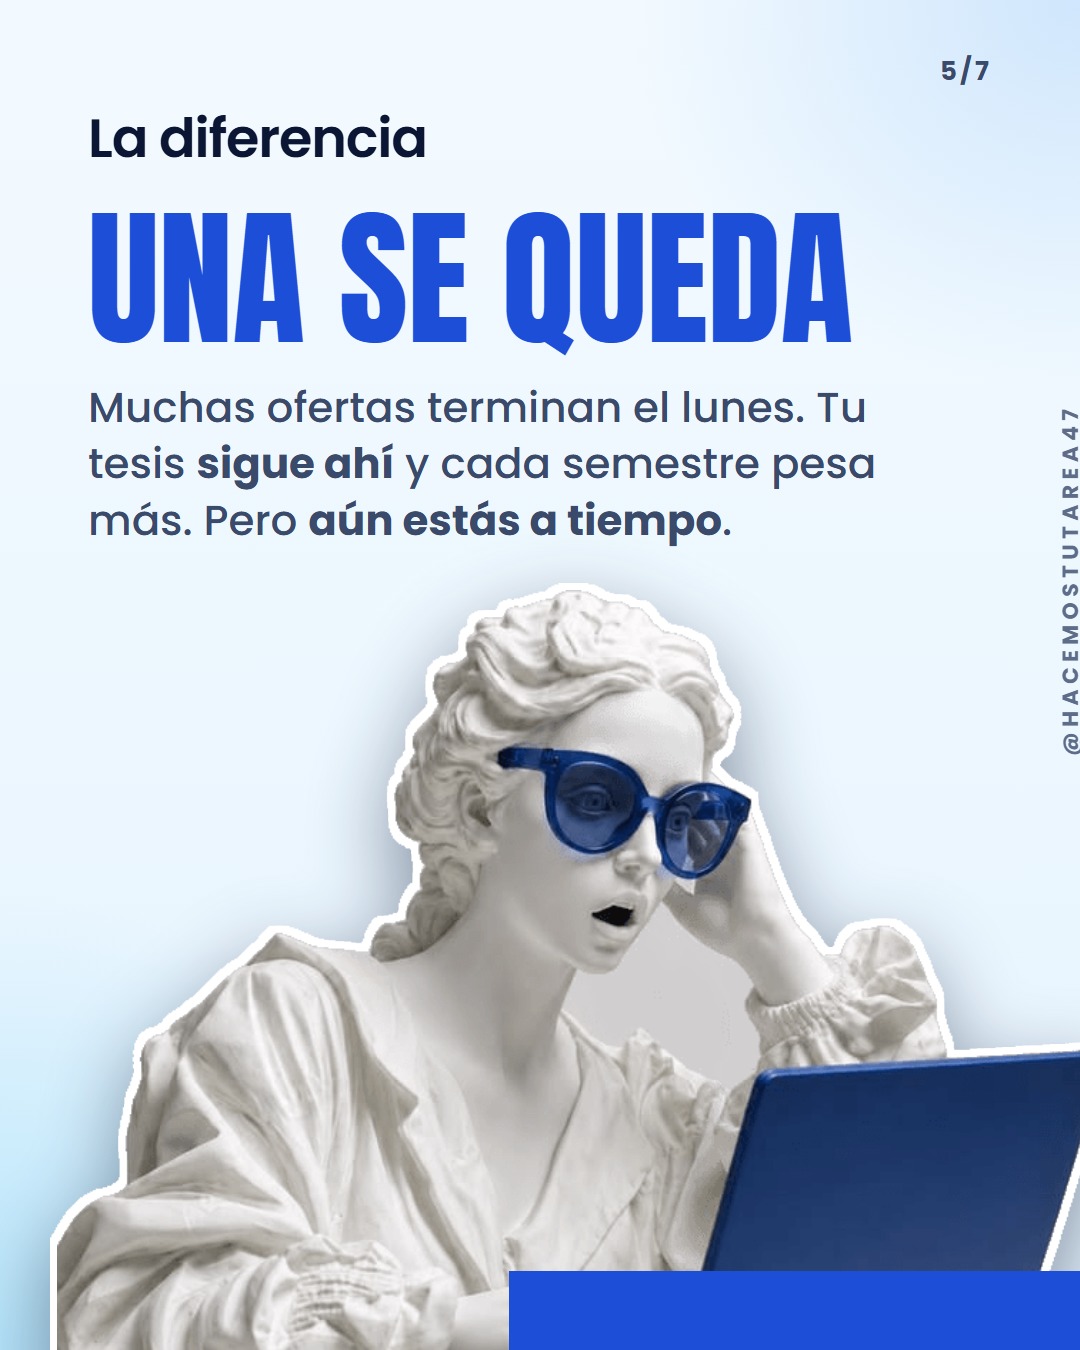 5/7
La diferencia
UNA SE QUEDA
Muchas ofertas terminan el lunes. Tu
tesis sigue ahí y cada semestre pesa
más. Pero aún estás a tiempo.
@HACEMOSTUTAREA47